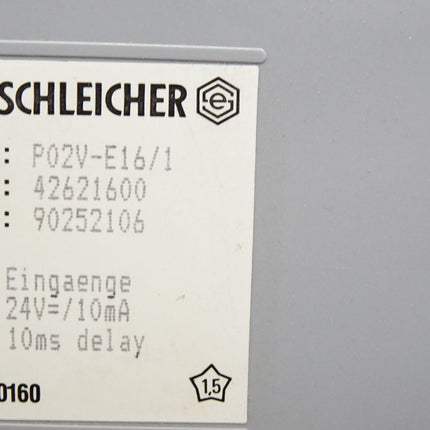 SCHLEICHER
: P02V-E16/1
: 42621600
: 90252106
Eingaenge
24V=/10mA
10ms delay
0160
1,5